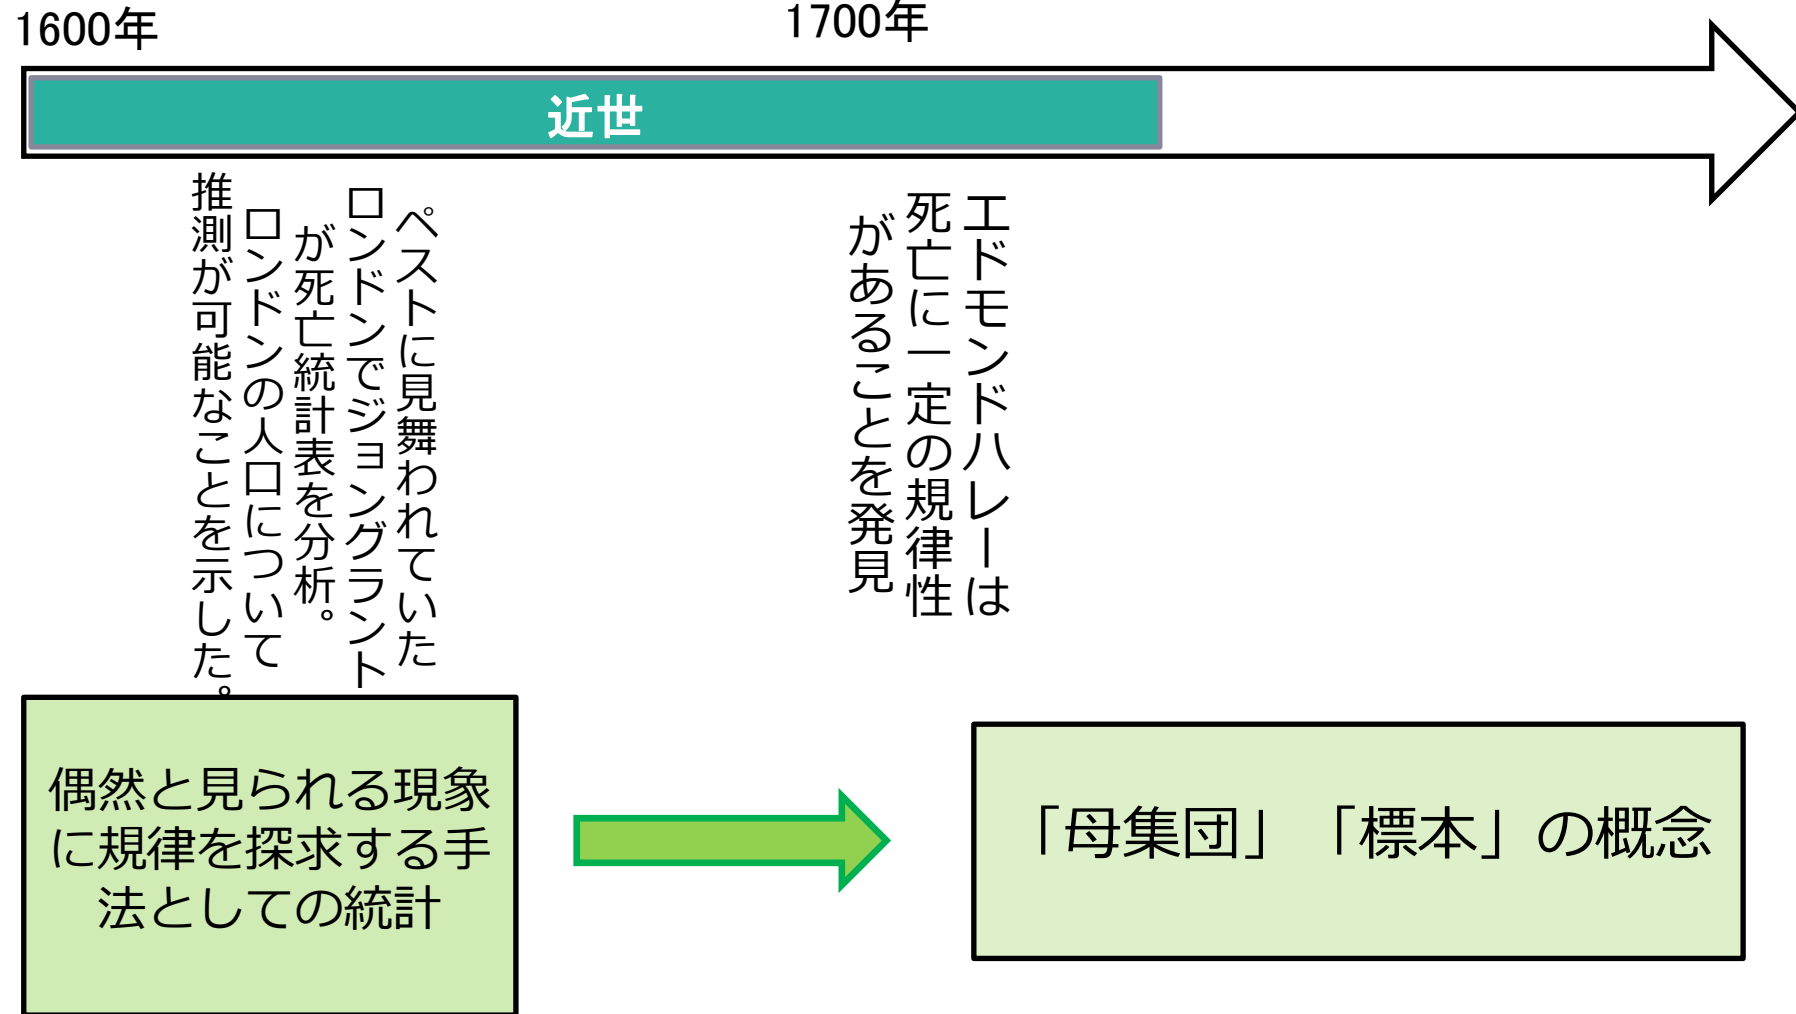 1600年
1700年
近世
ペストに見舞われていた
ロンドンでジョングラント
が死亡統計表を分析。
ロンドンの人口について
推測が可能なことを示した。
エドモンドハレーは
死亡に一定の規律性
があることを発見
偶然と見られる現象
に規律を探求する手
法としての統計
「母集団」「標本」の概念